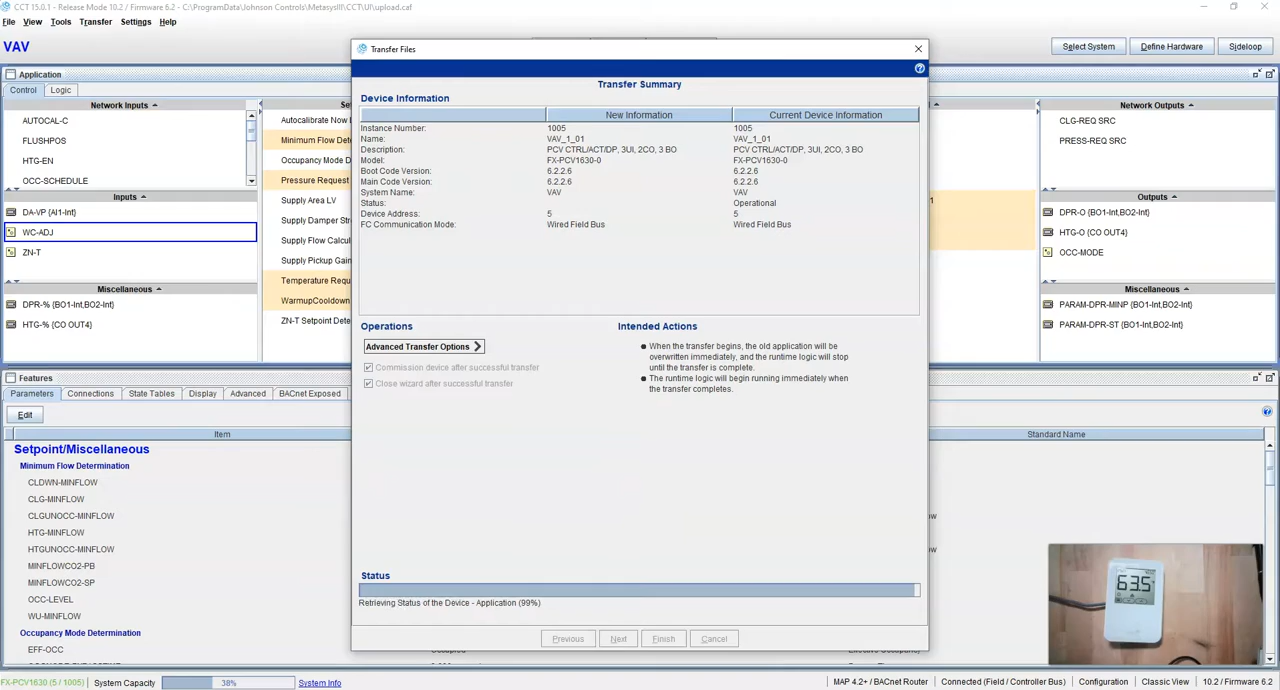 CCT 15.0.1 - Release Mode 10.2 / Firmware 6.2 - C:\ProgramData\Johnson Controls\MetasysIII\CCT\UI\upload.caf
File View Tools Transfer Settings Help
VAV
Select System Define Hardware Sideloop
Application
Control Logic
Network Inputs
AUTOCAL-C
FLUSHPOS
HTG-EN
OCC-SCHEDULE
Inputs
DA-VP {AI1-Int}
WC-ADJ
ZN-T
Miscellaneous
DPR-% {BO1-Int,BO2-Int}
HTG-% {CO OUT4}
Autocalibrate Now
Minimum Flow Dete
Occupancy Mode D
Pressure Request
Supply Area LV
Supply Damper Str
Supply Flow Calcul
Supply Pickup Gain
Temperature Requ
WarmupCooldown
ZN-T Setpoint Dete
Network Outputs
CLG-REQ SRC
PRESS-REQ SRC
Outputs
DPR-O {BO1-Int,BO2-Int}
HTG-O {CO OUT4}
OCC-MODE
Miscellaneous
PARAM-DPR-MINP {BO1-Int,BO2-Int}
PARAM-DPR-ST {BO1-Int,BO2-Int}
Transfer Files
Transfer Summary
Device Information
New Information Current Device Information
Instance Number: 1005 1005
Name: VAV_1_01 VAV_1_01
Description: PCV CTRL/ACT/DP, 3UI, 2CO, 3 BO PCV CTRL/ACT/DP, 3UI, 2CO, 3 BO
Model: FX-PCV1630-0 FX-PCV1630-0
Boot Code Version: 6.2.2.6 6.2.2.6
Main Code Version: 6.2.2.6 6.2.2.6
System Name: VAV VAV
Status: Operational
Device Address: 5 5
FC Communication Mode: Wired Field Bus Wired Field Bus
Operations
Advanced Transfer Options
Commission device after successful transfer
Close wizard after successful transfer
Intended Actions
When the transfer begins, the old application will be
overwritten immediately, and the runtime logic will stop
until the transfer is complete.
The runtime logic will begin running immediately when
the transfer completes.
Status
Retrieving Status of the Device - Application (99%)
Previous Next Finish Cancel
Features
Parameters Connections State Tables Display Advanced BACnet Exposed
Edit
Item Standard Name
Setpoint/Miscellaneous
Minimum Flow Determination
CLDWN-MINFLOW
CLG-MINFLOW
CLGUNOCC-MINFLOW
HTG-MINFLOW
HTGUNOCC-MINFLOW
MINFLOWCO2-PB
MINFLOWCO2-SP
OCC-LEVEL
WU-MINFLOW
Occupancy Mode Determination
EFF-OCC
63.5
FX-PCV1630 (5 / 1005) System Capacity 38% System Info MAP 4.2+ / BACnet Router Connected (Field / Controller Bus) Configuration Classic View 10.2 / Firmware 6.2